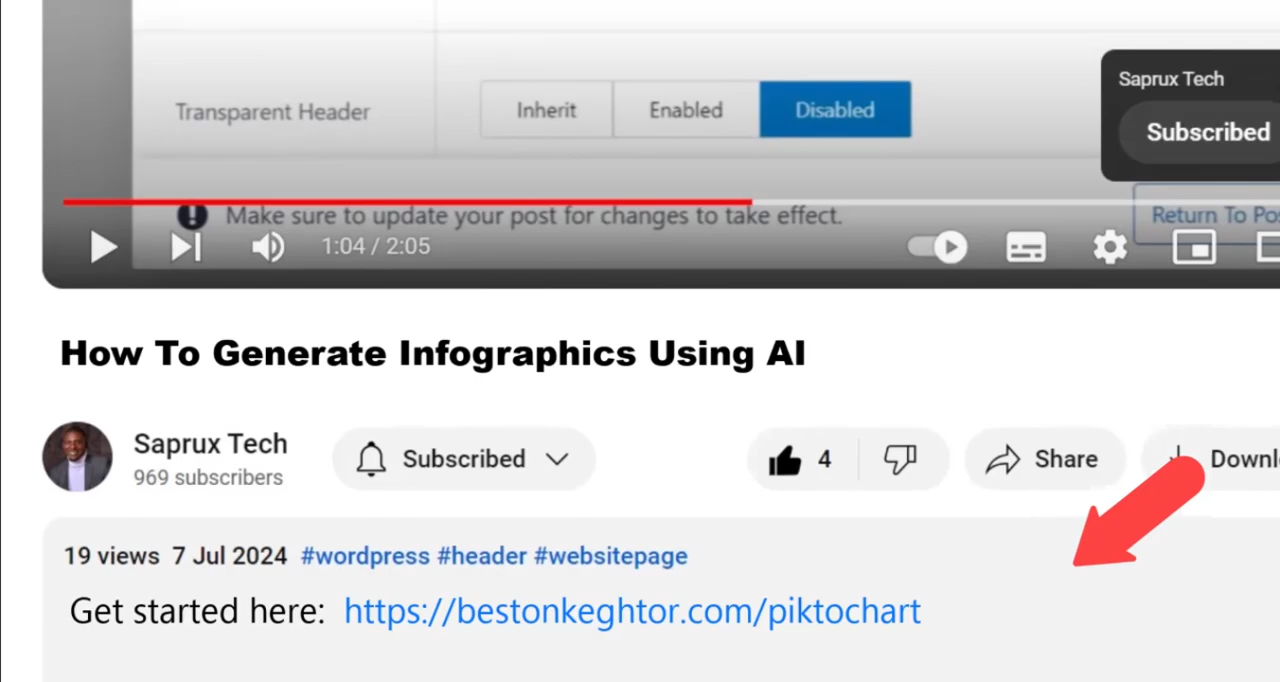 Saprux Tech
Subscribed
Transparent Header Inherit Enabled Disabled
Make sure to update your post for changes to take effect.
Return To
1:04 / 2:05
How To Generate Infographics Using AI
Saprux Tech
969 subscribers
Subscribed
4
Share
19 views 7 Jul 2024 #wordpress #header #websitepage
Get started here: https://bestonkeghtor.com/piktochart